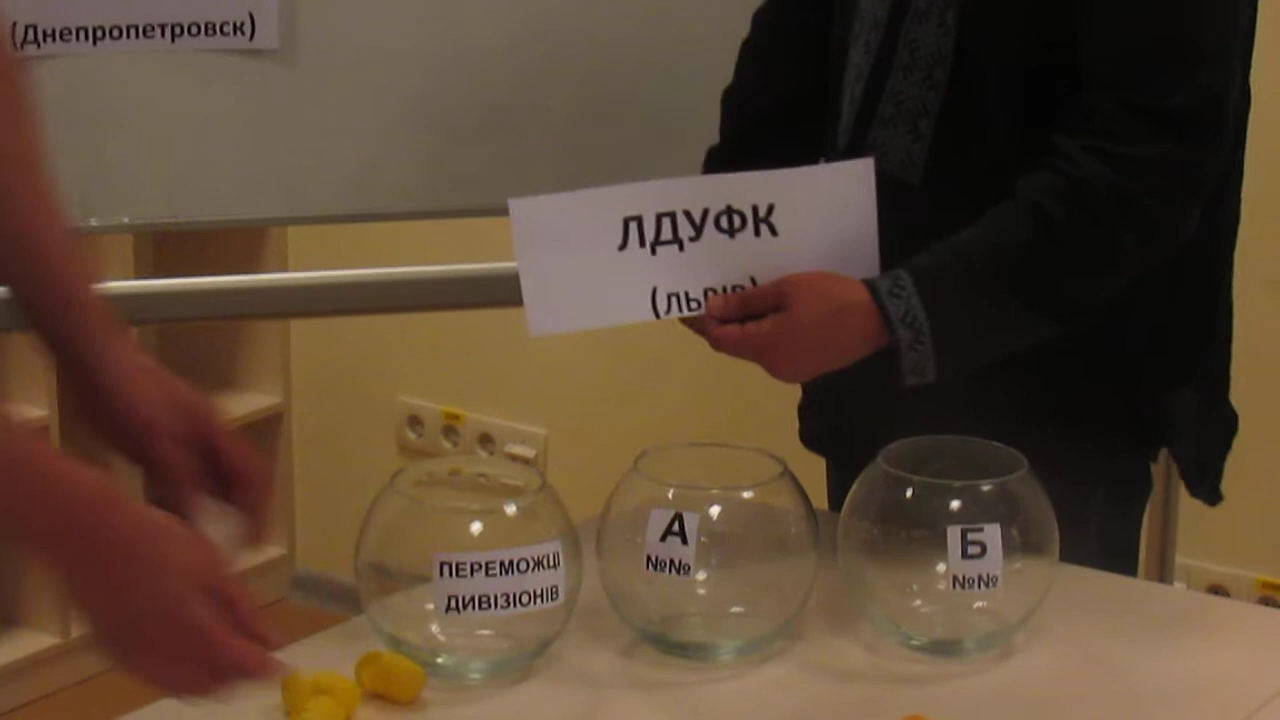 (Днепропетровск)
ЛДУФК
ПЕРЕМОЖЦІ
ДИВІЗІОНІВ
А
№№
Б
№№